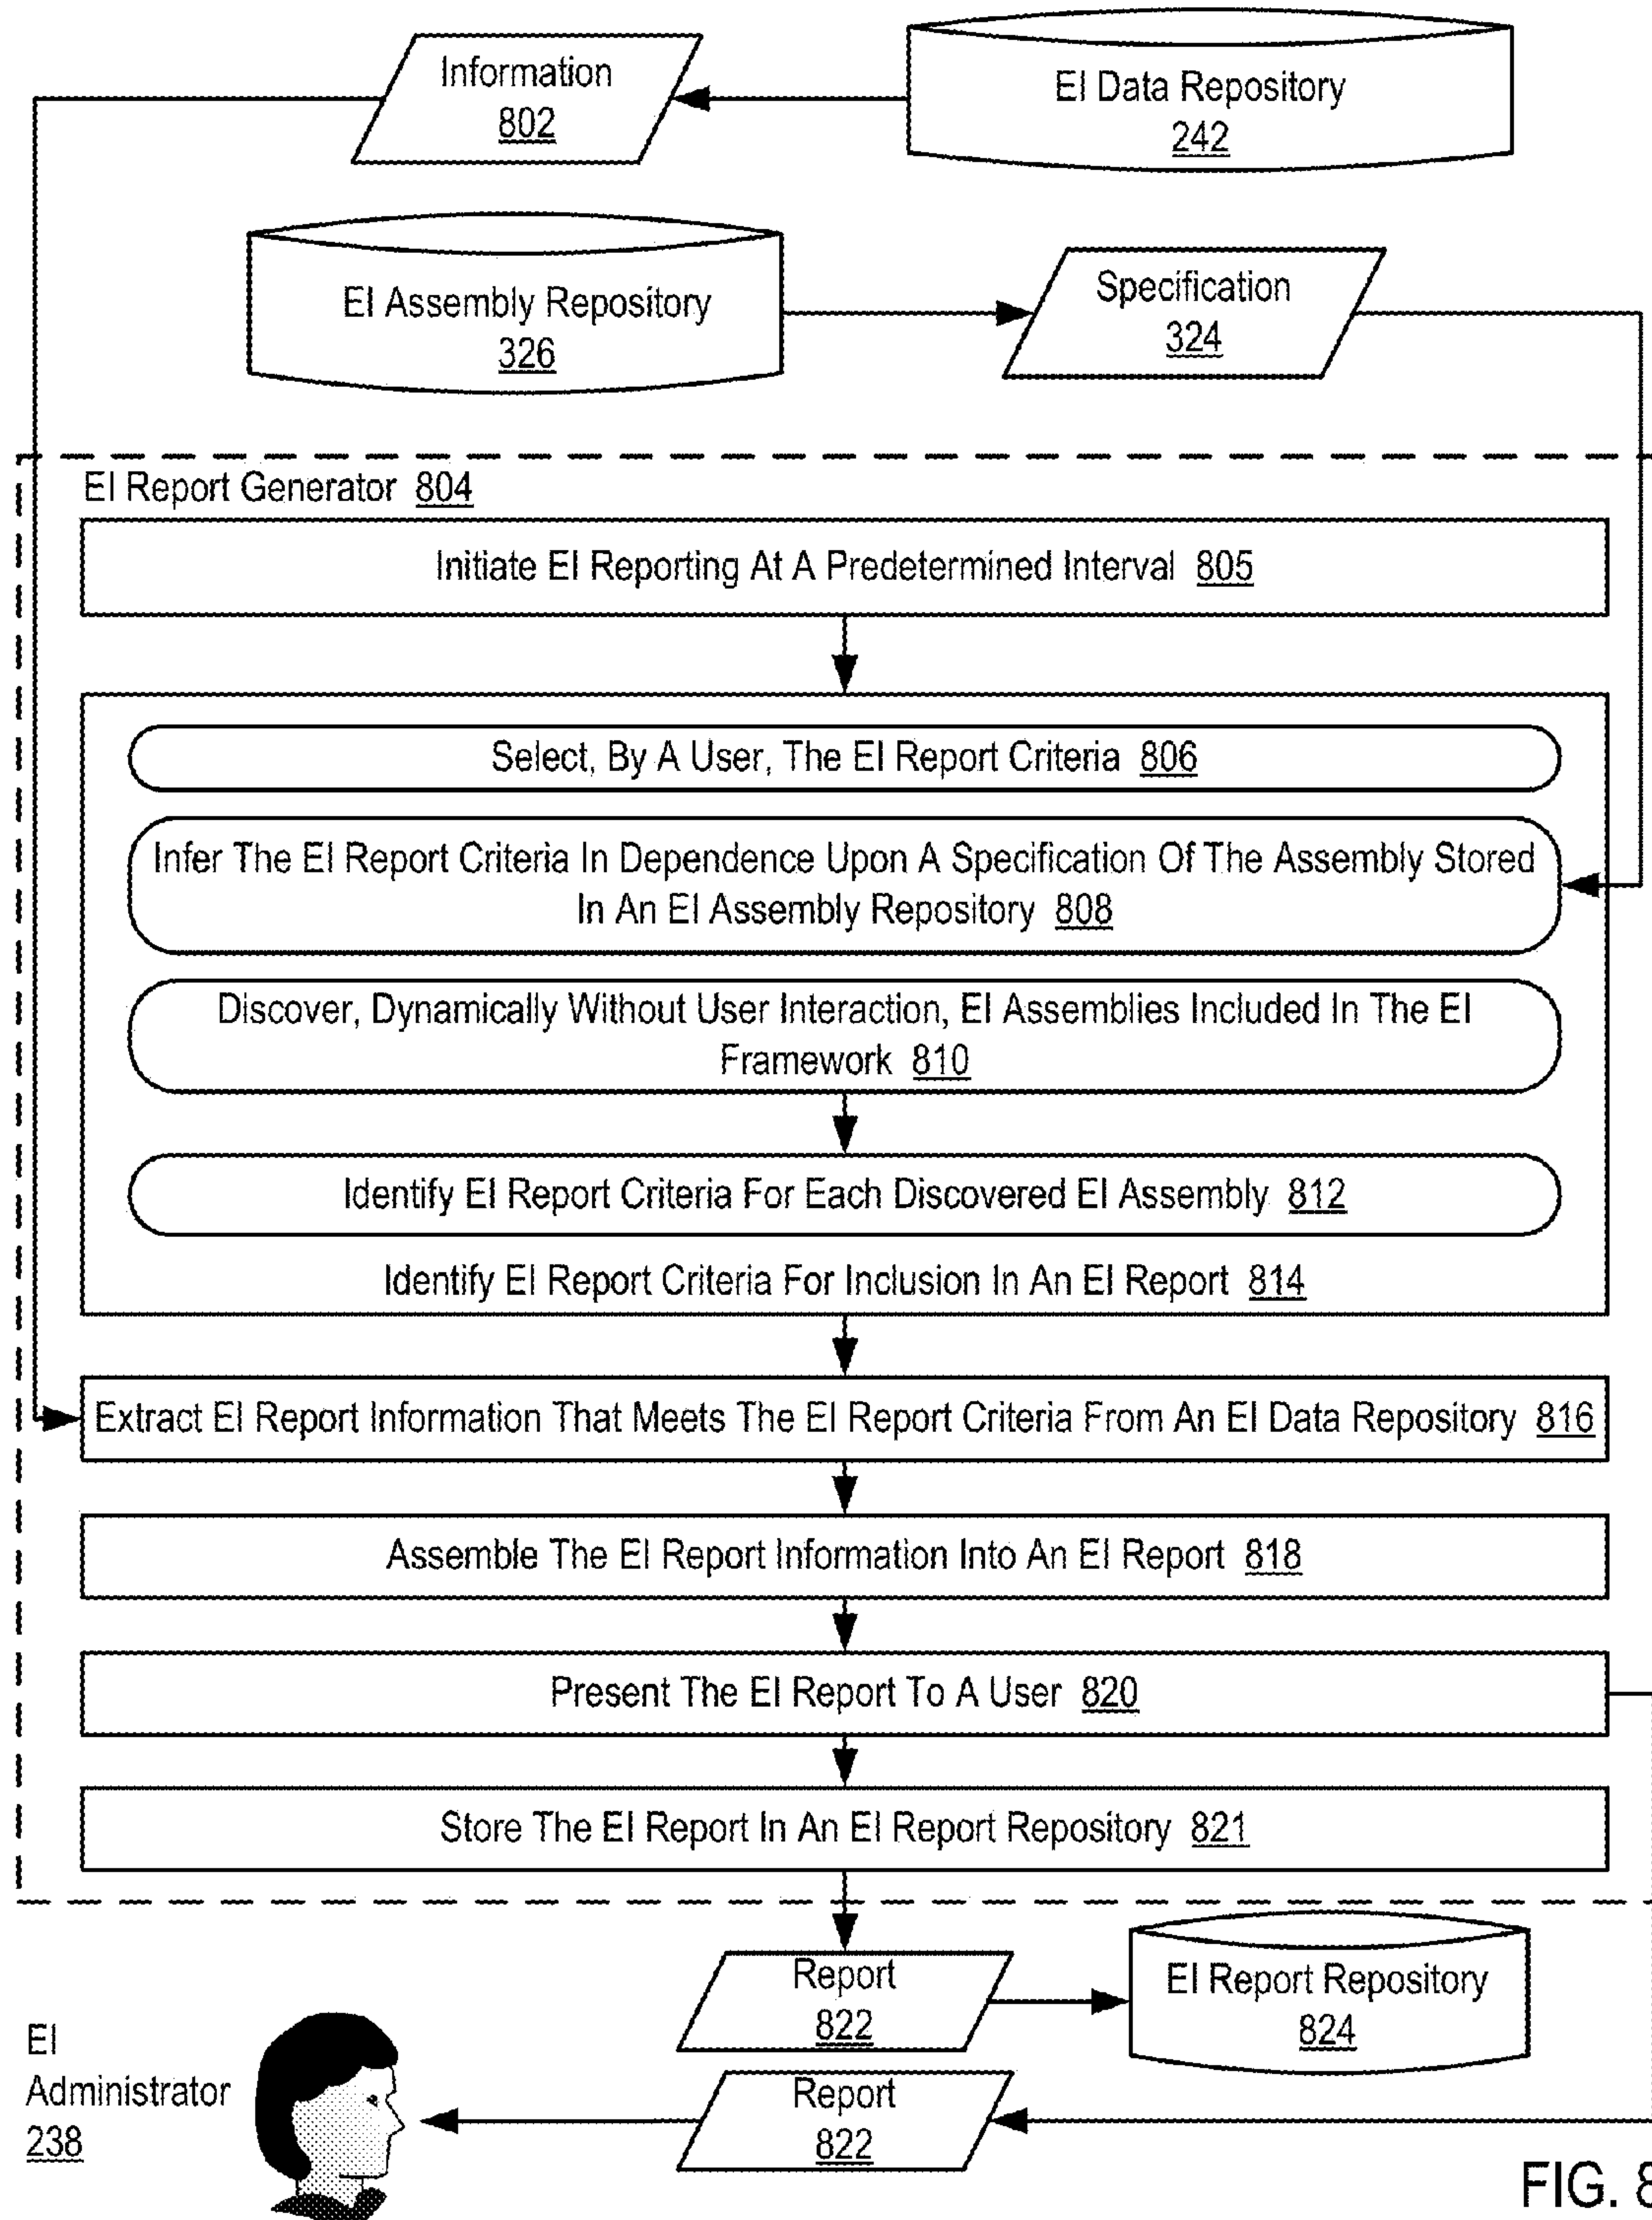 Information
802
EI Data Repository
242
EI Assembly Repository
326
Specification
324
EI Report Generator 804
Initiate EI Reporting At A Predetermined Interval 805
Select, By A User, The EI Report Criteria 806
Infer The EI Report Criteria In Dependence Upon A Specification Of The Assembly Stored
In An EI Assembly Repository 808
Discover, Dynamically Without User Interaction, EI Assemblies Included In The EI
Framework 810
Identify EI Report Criteria For Each Discovered EI Assembly 812
Identify EI Report Criteria For Inclusion In An EI Report 814
Extract EI Report Information That Meets The EI Report Criteria From An EI Data Repository 816
Assemble The EI Report Information Into An EI Report 818
Present The EI Report To A User 820
Store The EI Report In An EI Report Repository 821
Report
822
EI Report Repository
824
EI
Administrator
238
Report
822
FIG. 8